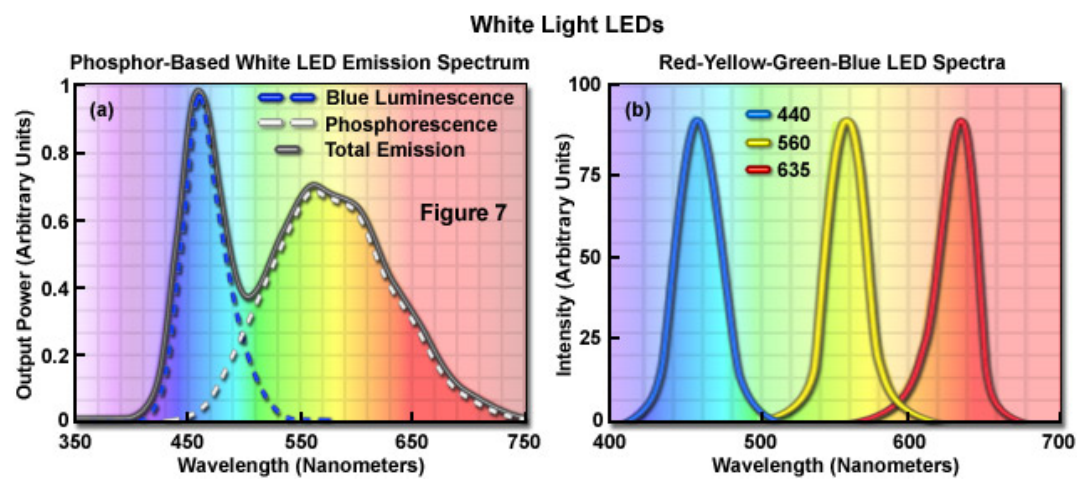 White Light LEDs
Phosphor-Based White LED Emission Spectrum
(a)
Blue Luminescence
Phosphorescence
Total Emission
Figure 7
Output Power (Arbitrary Units)
1
0.8
0.6
0.4
0.2
0
350 450 550 650 750
Wavelength (Nanometers)
Red-Yellow-Green-Blue LED Spectra
(b)
440
560
635
Intensity (Arbitrary Units)
100
75
50
25
0
400 500 600 700
Wavelength (Nanometers)